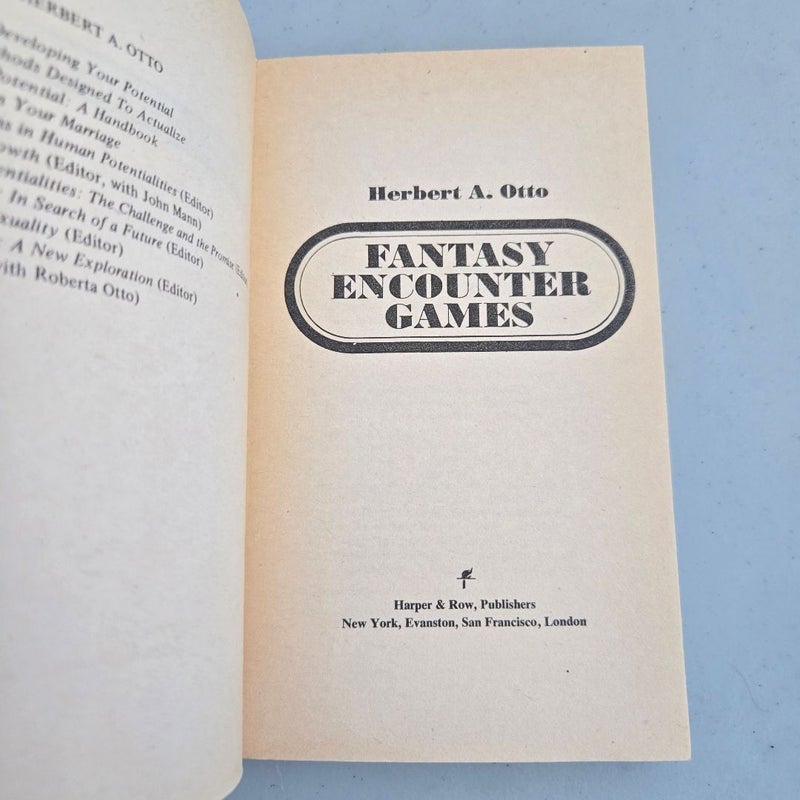 HERBERT A. OTTO
Developing Your Potential
Designed To Actualize
Potential: A Handbook
Your Marriage
in Human Potentialities (Editor)
(Editor, with John Mann)
The Challenge and the Promise
In Search of a Future (Editor)
(Editor)
A New Exploration (Editor)
with Roberta Otto)
Herbert A. Otto
FANTASY
ENCOUNTER
GAMES
Harper & Row, Publishers
New York, Evanston, San Francisco, London